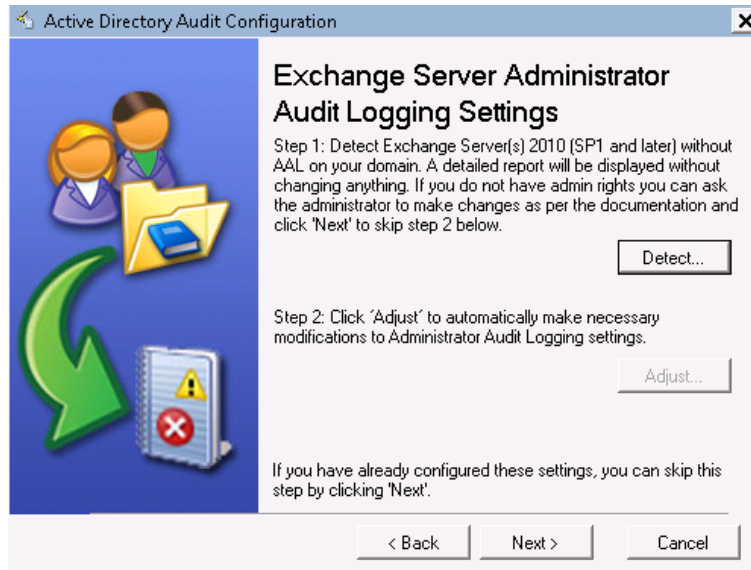 Active Directory Audit Configuration
Exchange Server Administrator
Audit Logging Settings
Step 1: Detect Exchange Server(s) 2010 (SP1 and later) without
AAL on your domain. A detailed report will be displayed without
changing anything. If you do not have admin rights you can ask
the administrator to make changes as per the documentation and
click 'Next' to skip step 2 below.
Detect...
Step 2: Click ´Adjust´ to automatically make necessary
modifications to Administrator Audit Logging settings.
Adjust...
If you have already configured these settings, you can skip this
step by clicking 'Next'.
< Back Next > Cancel